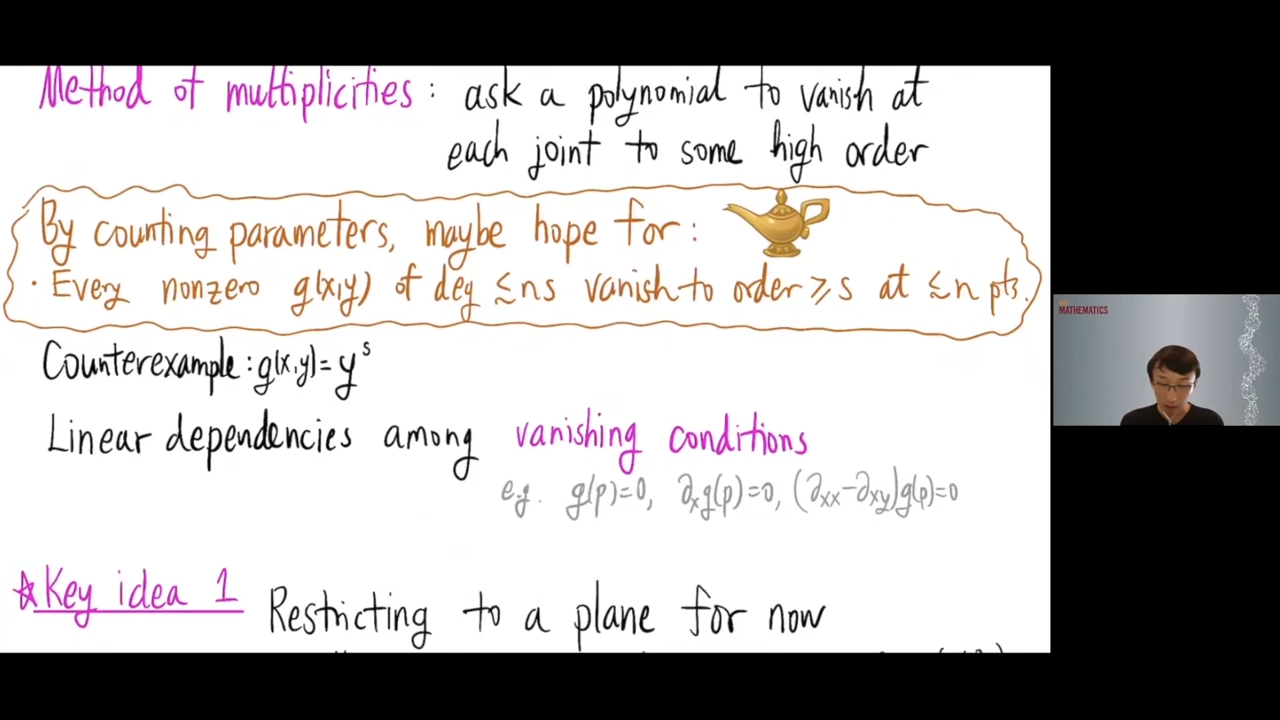 Method of multiplicities: ask a polynomial to vanish at
each joint to some high order
By counting parameters, maybe hope for:
· Every nonzero g(x,y) of deg ≲ns vanish to order ≥s at ≲n pts.
Counterexample: g(x,y)=y^s
Linear dependencies among vanishing conditions
e.g. g(p)=0, ∂ₓg(p)=0, (∂ₓₓ-∂ₓᵧ)g(p)=0
☆Key idea 1 Restricting to a plane for now
MATHEMATICS